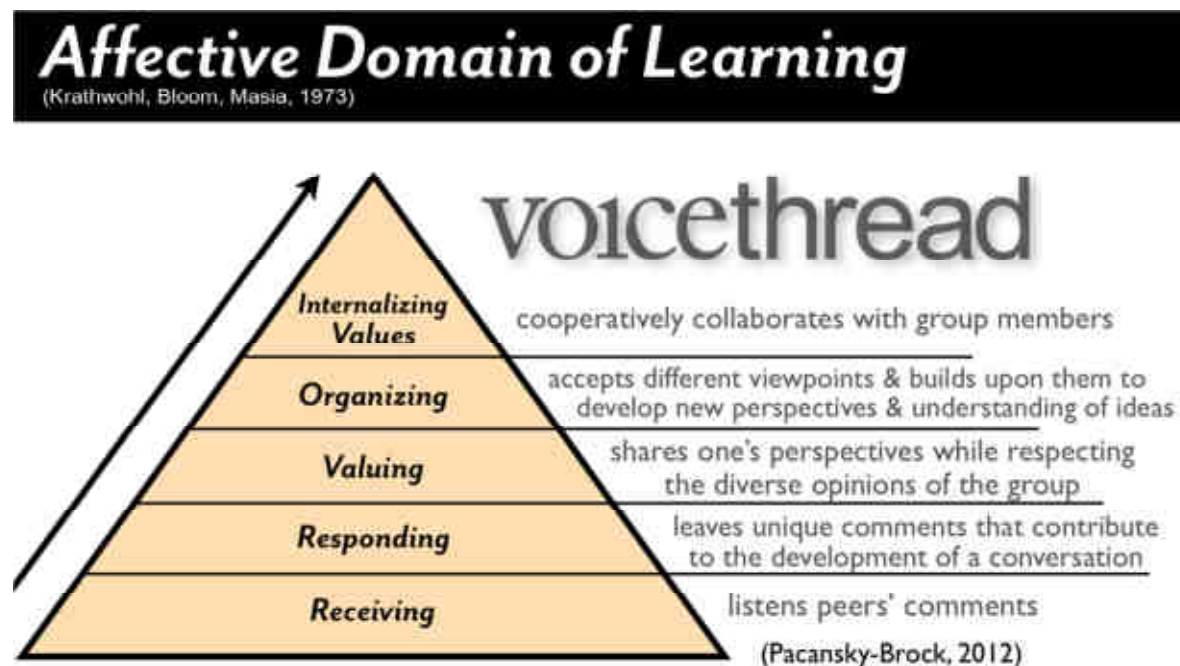 Affective Domain of Learning
(Krathwohl, Bloom, Masia, 1973)
voicethread
Internalizing
Values
cooperatively collaborates with group members
Organizing
accepts different viewpoints & builds upon them to
develop new perspectives & understanding of ideas
Valuing
shares one's perspectives while respecting
the diverse opinions of the group
Responding
leaves unique comments that contribute
to the development of a conversation
Receiving
listens peers' comments
(Pacansky-Brock, 2012)